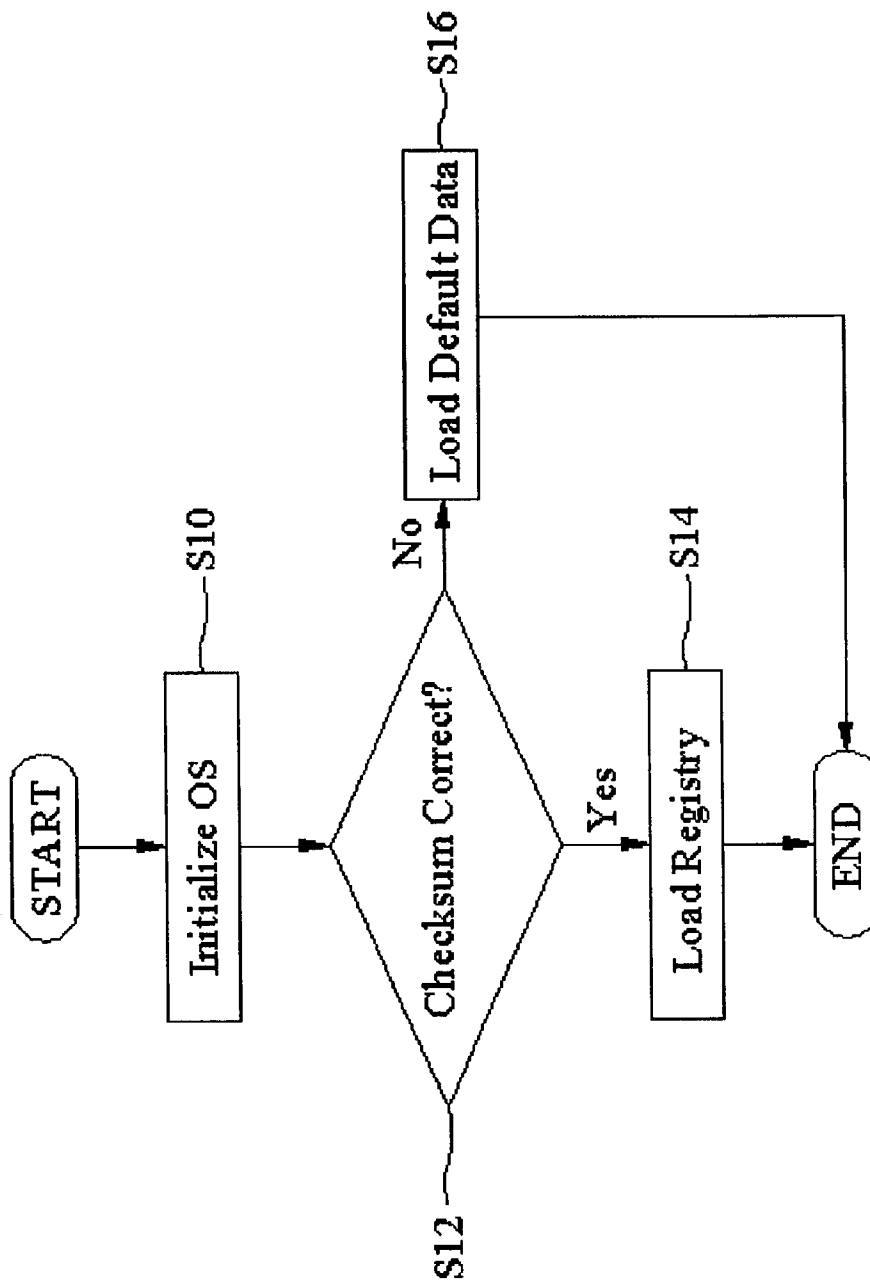 START
Initialize OS
S10
Checksum Correct?
S12
No
Load Default Data
S16
Yes
Load Registry
S14
END